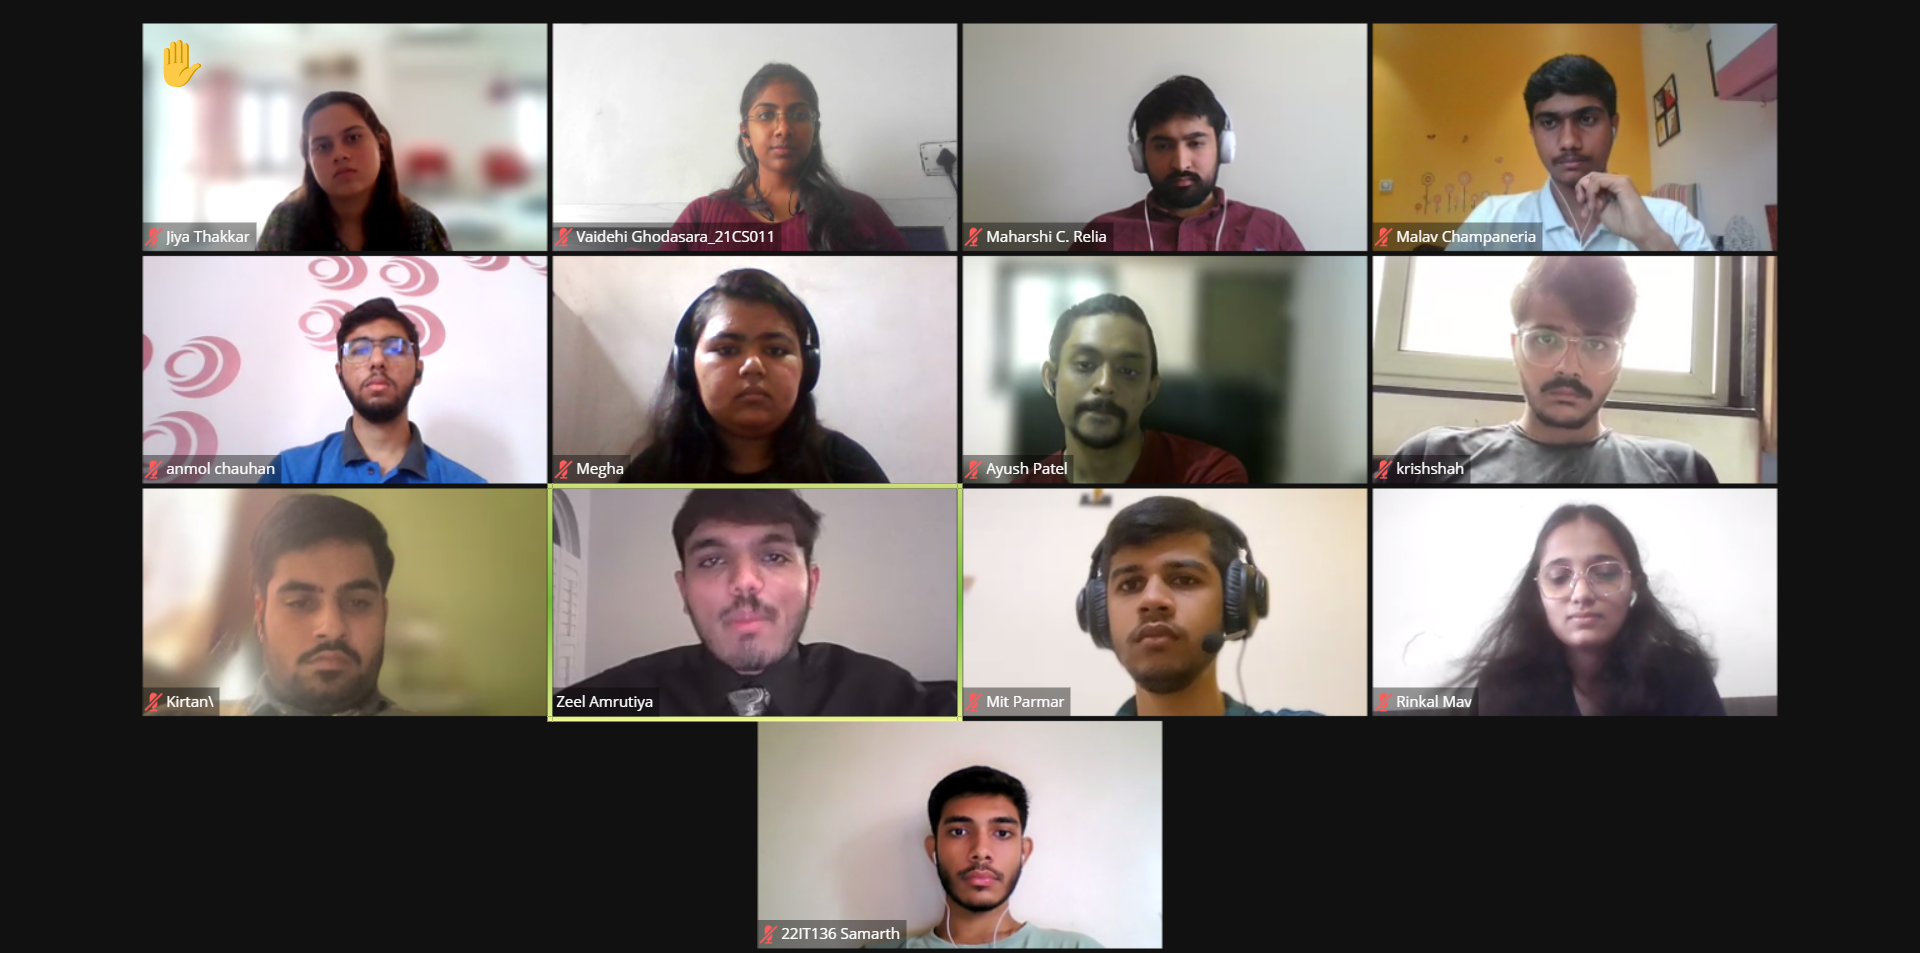 Jiya Thakkar
Vaidehi Ghodasara_21CS011
Maharshi C. Relia
Malav Champaneria
anmol chauhan
Megha
Ayush Patel
krishshah
Kirtan\
Zeel Amrutiya
Mit Parmar
Rinkal Mav
22IT136 Samarth